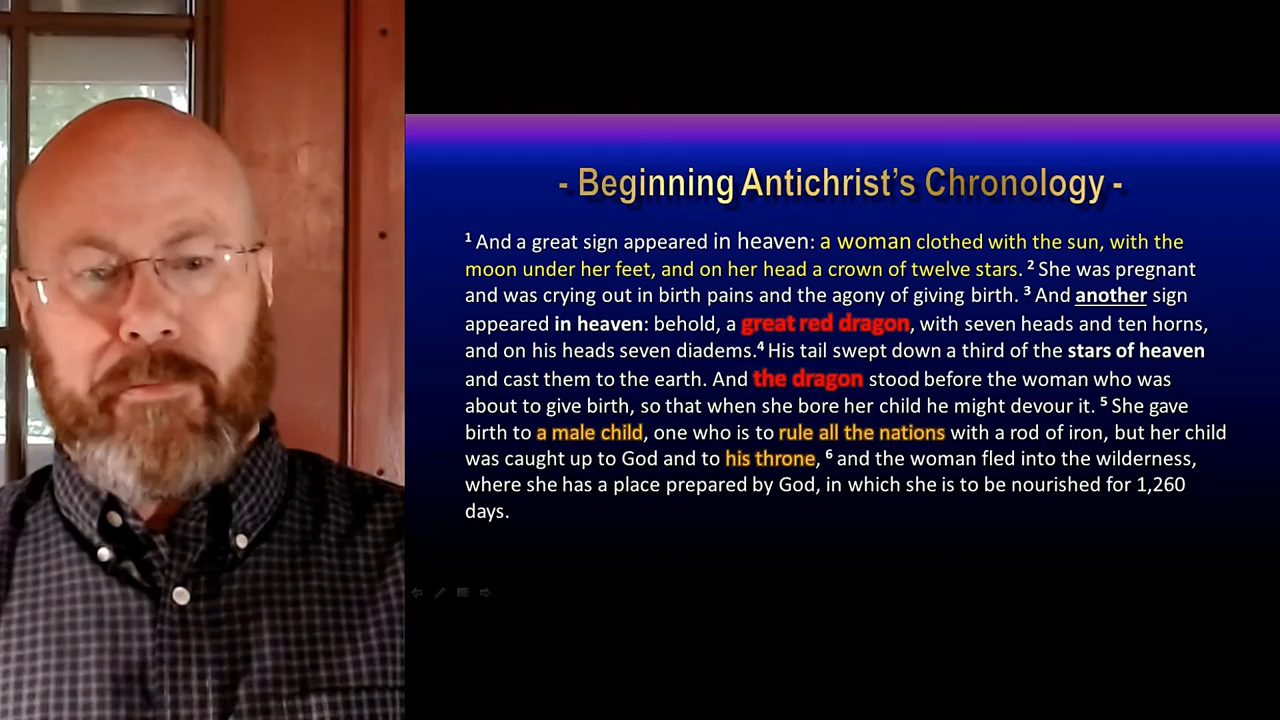 - Beginning Antichrist's Chronology -
¹ And a great sign appeared in heaven: a woman clothed with the sun, with the
moon under her feet, and on her head a crown of twelve stars. ² She was pregnant
and was crying out in birth pains and the agony of giving birth. ³ And another sign
appeared in heaven: behold, a great red dragon, with seven heads and ten horns,
and on his heads seven diadems.⁴ His tail swept down a third of the stars of heaven
and cast them to the earth. And the dragon stood before the woman who was
about to give birth, so that when she bore her child he might devour it. ⁵ She gave
birth to a male child, one who is to rule all the nations with a rod of iron, but her child
was caught up to God and to his throne, ⁶ and the woman fled into the wilderness,
where she has a place prepared by God, in which she is to be nourished for 1,260
days.